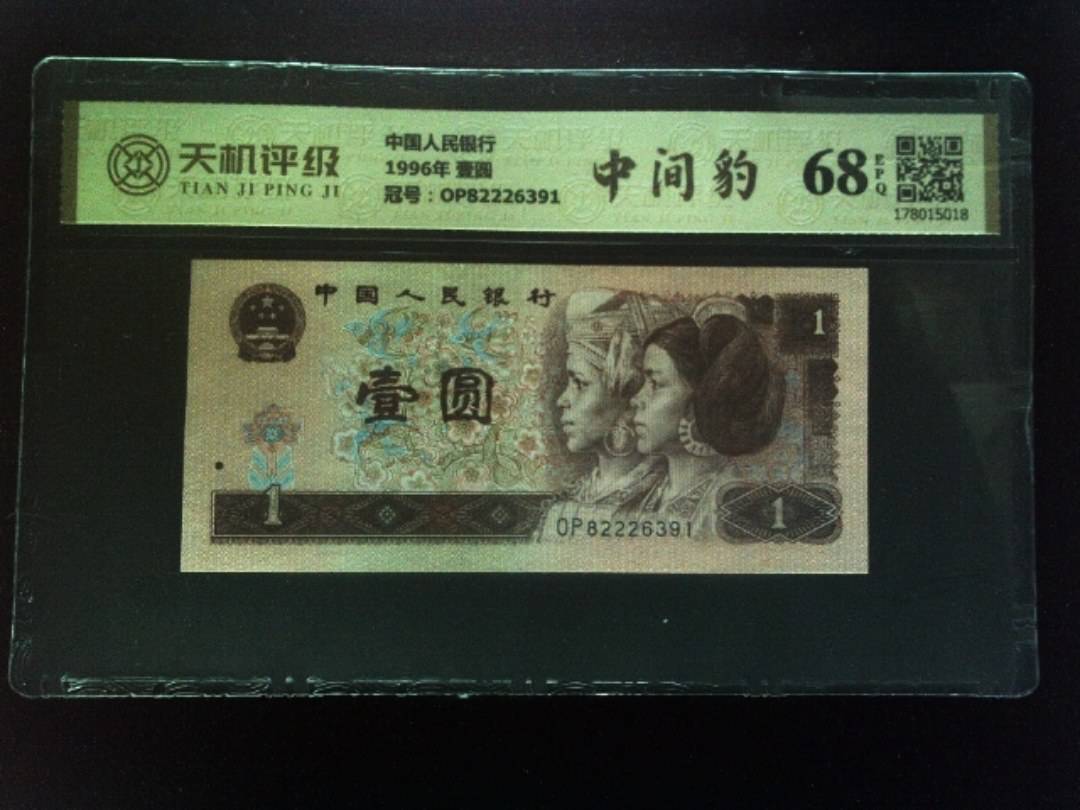 天机评级
TIAN JI PING JI
中国人民银行
1996年 壹圆
冠号：OP82226391
中间豹
68
EPQ
178015018
中国人民银行
1
壹圆
1
OP82226391
1